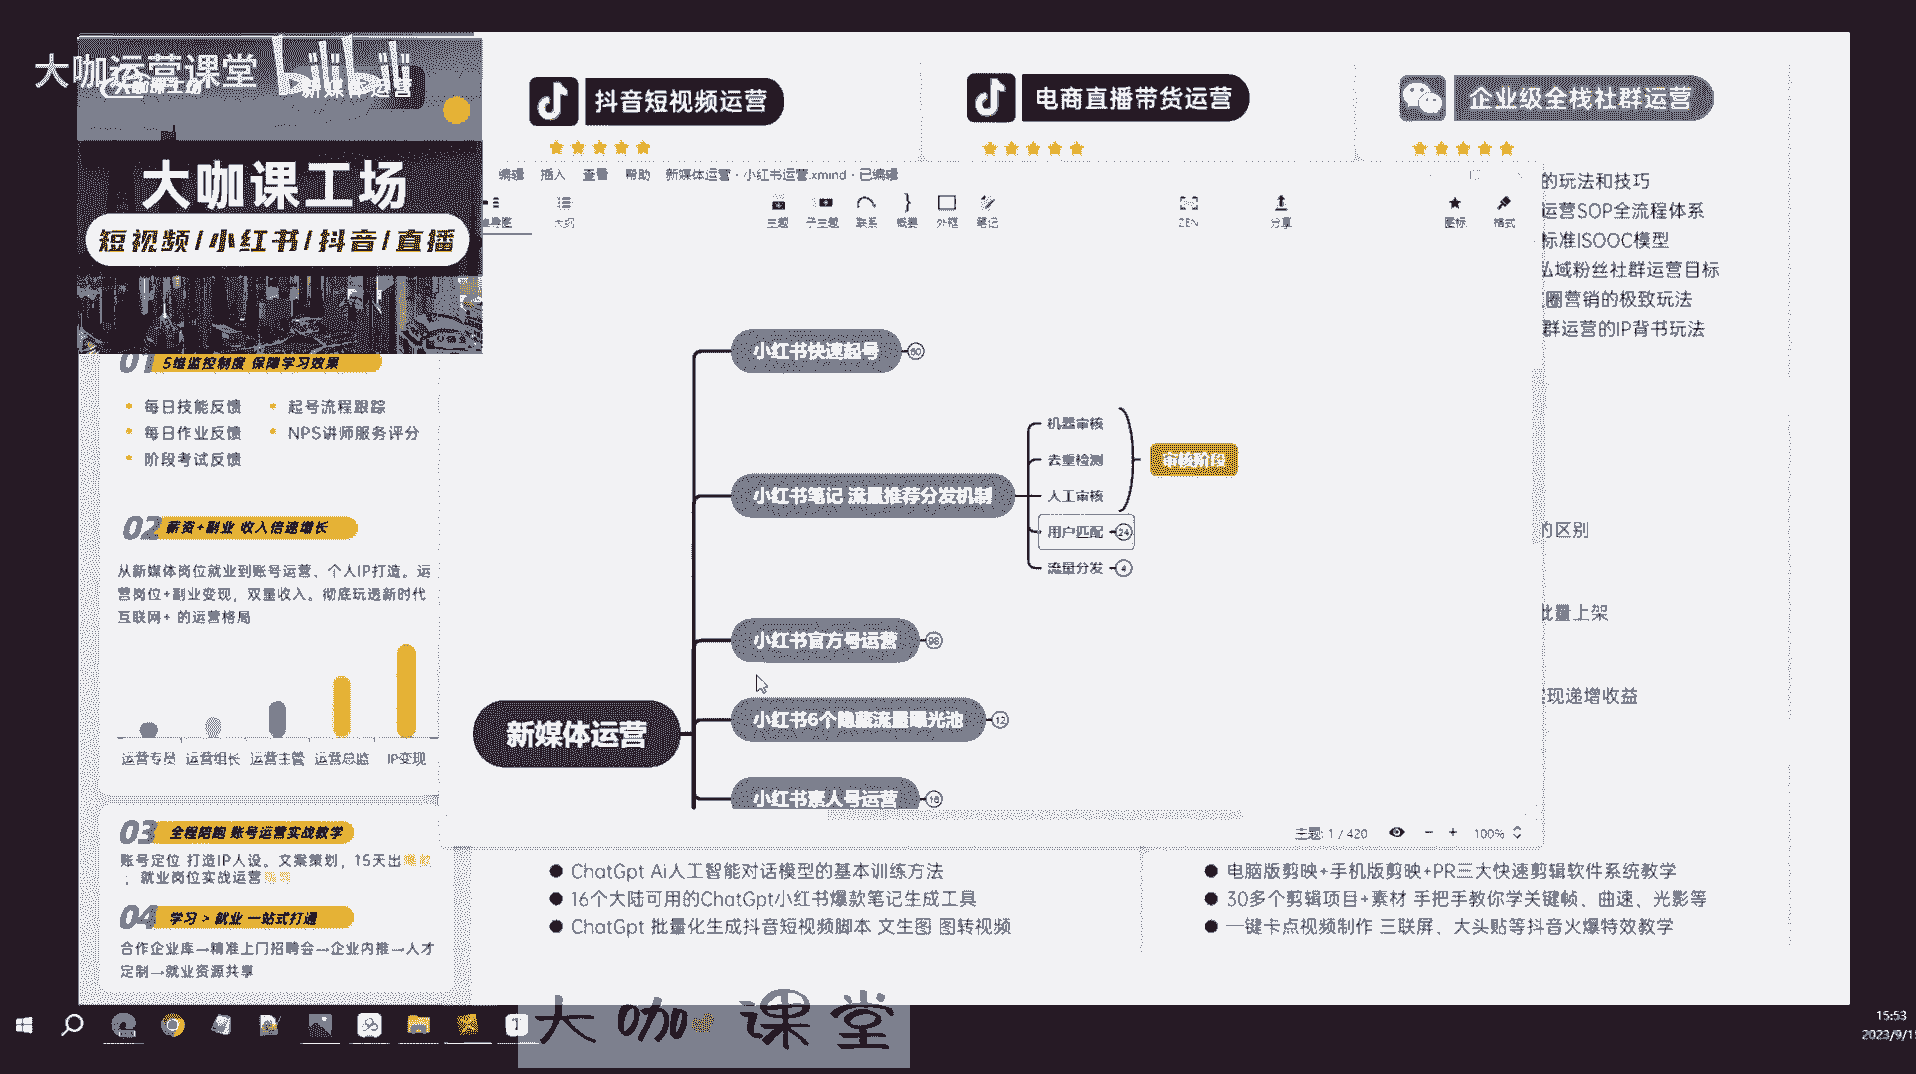 大咖运营课堂 bilibili
新媒体运营
大咖课工场
短视频/小红书/抖音/直播
抖音短视频运营
电商直播带货运营
企业级全栈社群运营
的玩法和技巧
运营SOP全流程体系
标准ISOOC模型
私域粉丝社群运营目标
圈营销的极致玩法
群运营的IP背书玩法
的区别
批量上架
实现递增收益
编辑 插入 查看 帮助 新媒体运营 · 小红书运营.xmind · 已编辑
大纲 主题 子主题 联系 概要 外框 笔记 ZEN 分享 图标 格式
小红书快速起号 60
小红书笔记 流量推荐分发机制
机器审核
去重检测
人工审核
审核阶段
用户匹配 24
流量分发 4
小红书官方号运营 98
小红书6个隐藏流量曝光池 12
新媒体运营
小红书素人号运营 16
主题: 1 / 420 100%
01 5维监控制度 保障学习效果
每日技能反馈 起号流程跟踪
每日作业反馈 NPS讲师服务评分
阶段考试反馈
02 薪资+副业 收入倍速增长
从新媒体岗位就业到账号运营、个人IP打造。运
营岗位+副业变现，双量收入。彻底玩透新时代
互联网+ 的运营格局
运营专员 运营组长 运营主管 运营总监 IP变现
03 全程陪跑 账号运营实战教学
账号定位 打造IP人设。文案策划，15天出爆款
；就业岗位实战运营
04 学习 > 就业 一站式打通
合作企业库→精准上门招聘会→企业内推→人才
定制→就业资源共享
ChatGpt Ai人工智能对话模型的基本训练方法
16个大陆可用的ChatGpt小红书爆款笔记生成工具
ChatGpt 批量化生成抖音短视频脚本 文生图 图转视频
电脑版剪映+手机版剪映+PR三大快速剪辑软件系统教学
30多个剪辑项目+素材 手把手教你学关键帧、曲速、光影等
一键卡点视频制作 三联屏、大头贴等抖音火爆特效教学
大咖课堂
15:53
2023/9/15